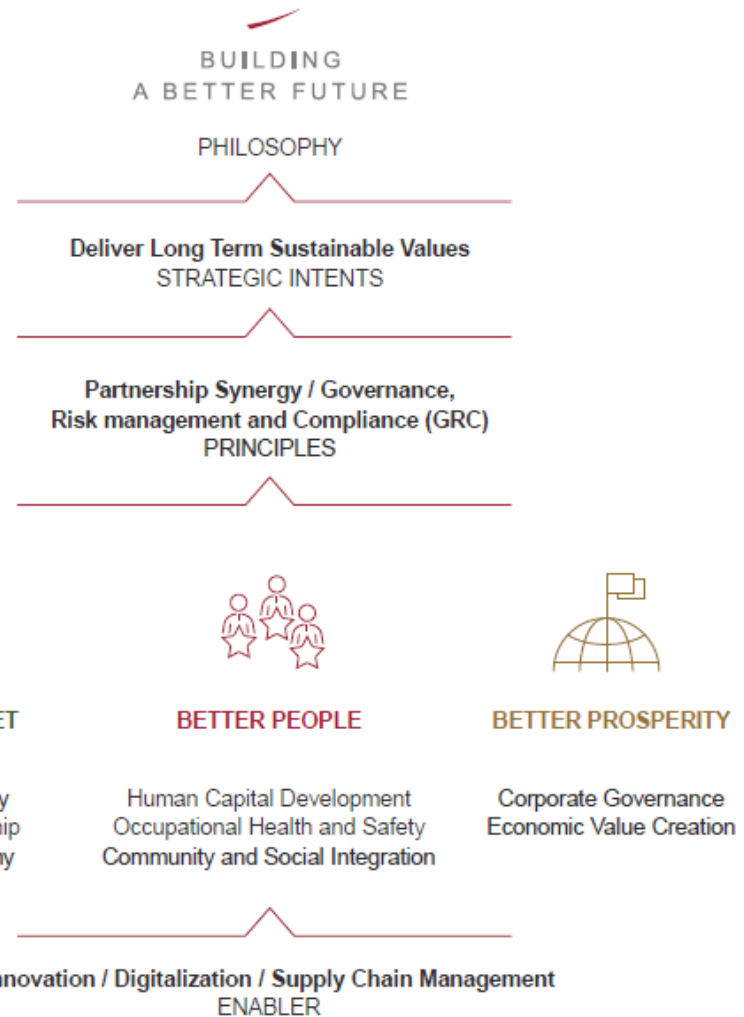 BUILDING
A BETTER FUTURE
PHILOSOPHY
Deliver Long Term Sustainable Values
STRATEGIC INTENTS
Partnership Synergy / Governance,
Risk management and Compliance (GRC)
PRINCIPLES
BETTER PEOPLE
Human Capital Development
Occupational Health and Safety
Community and Social Integration
BETTER PROSPERITY
Corporate Governance
Economic Value Creation
/ Digitalization / Supply Chain Management
ENABLER